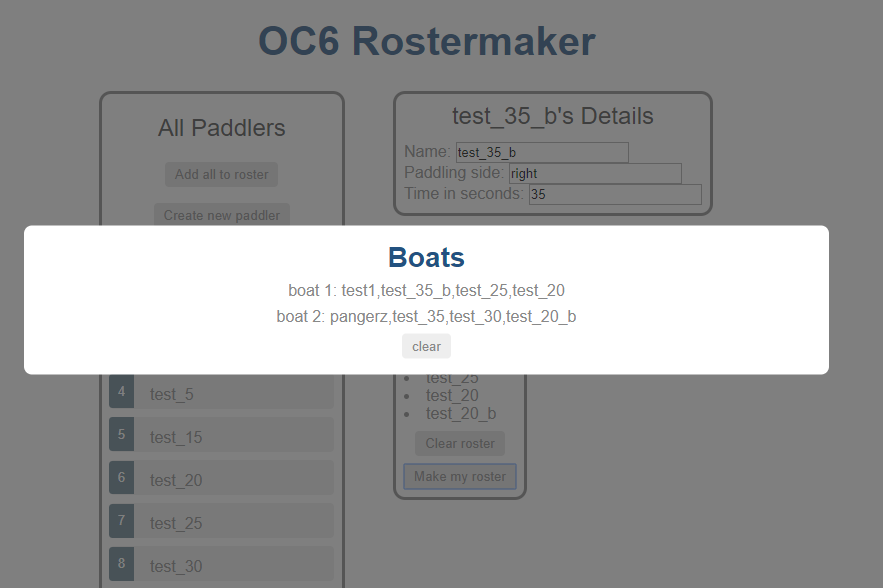 OC6 Rostermaker
All Paddlers
Add all to roster
Create new paddler
test_35_b's Details
Name: test_35_b
Paddling side: right
Time in seconds: 35
Boats
boat 1: test1,test_35_b,test_25,test_20
boat 2: pangerz,test_35,test_30,test_20_b
clear
4 test_5
5 test_15
6 test_20
7 test_25
8 test_30
test_25
test_20
test_20_b
Clear roster
Make my roster